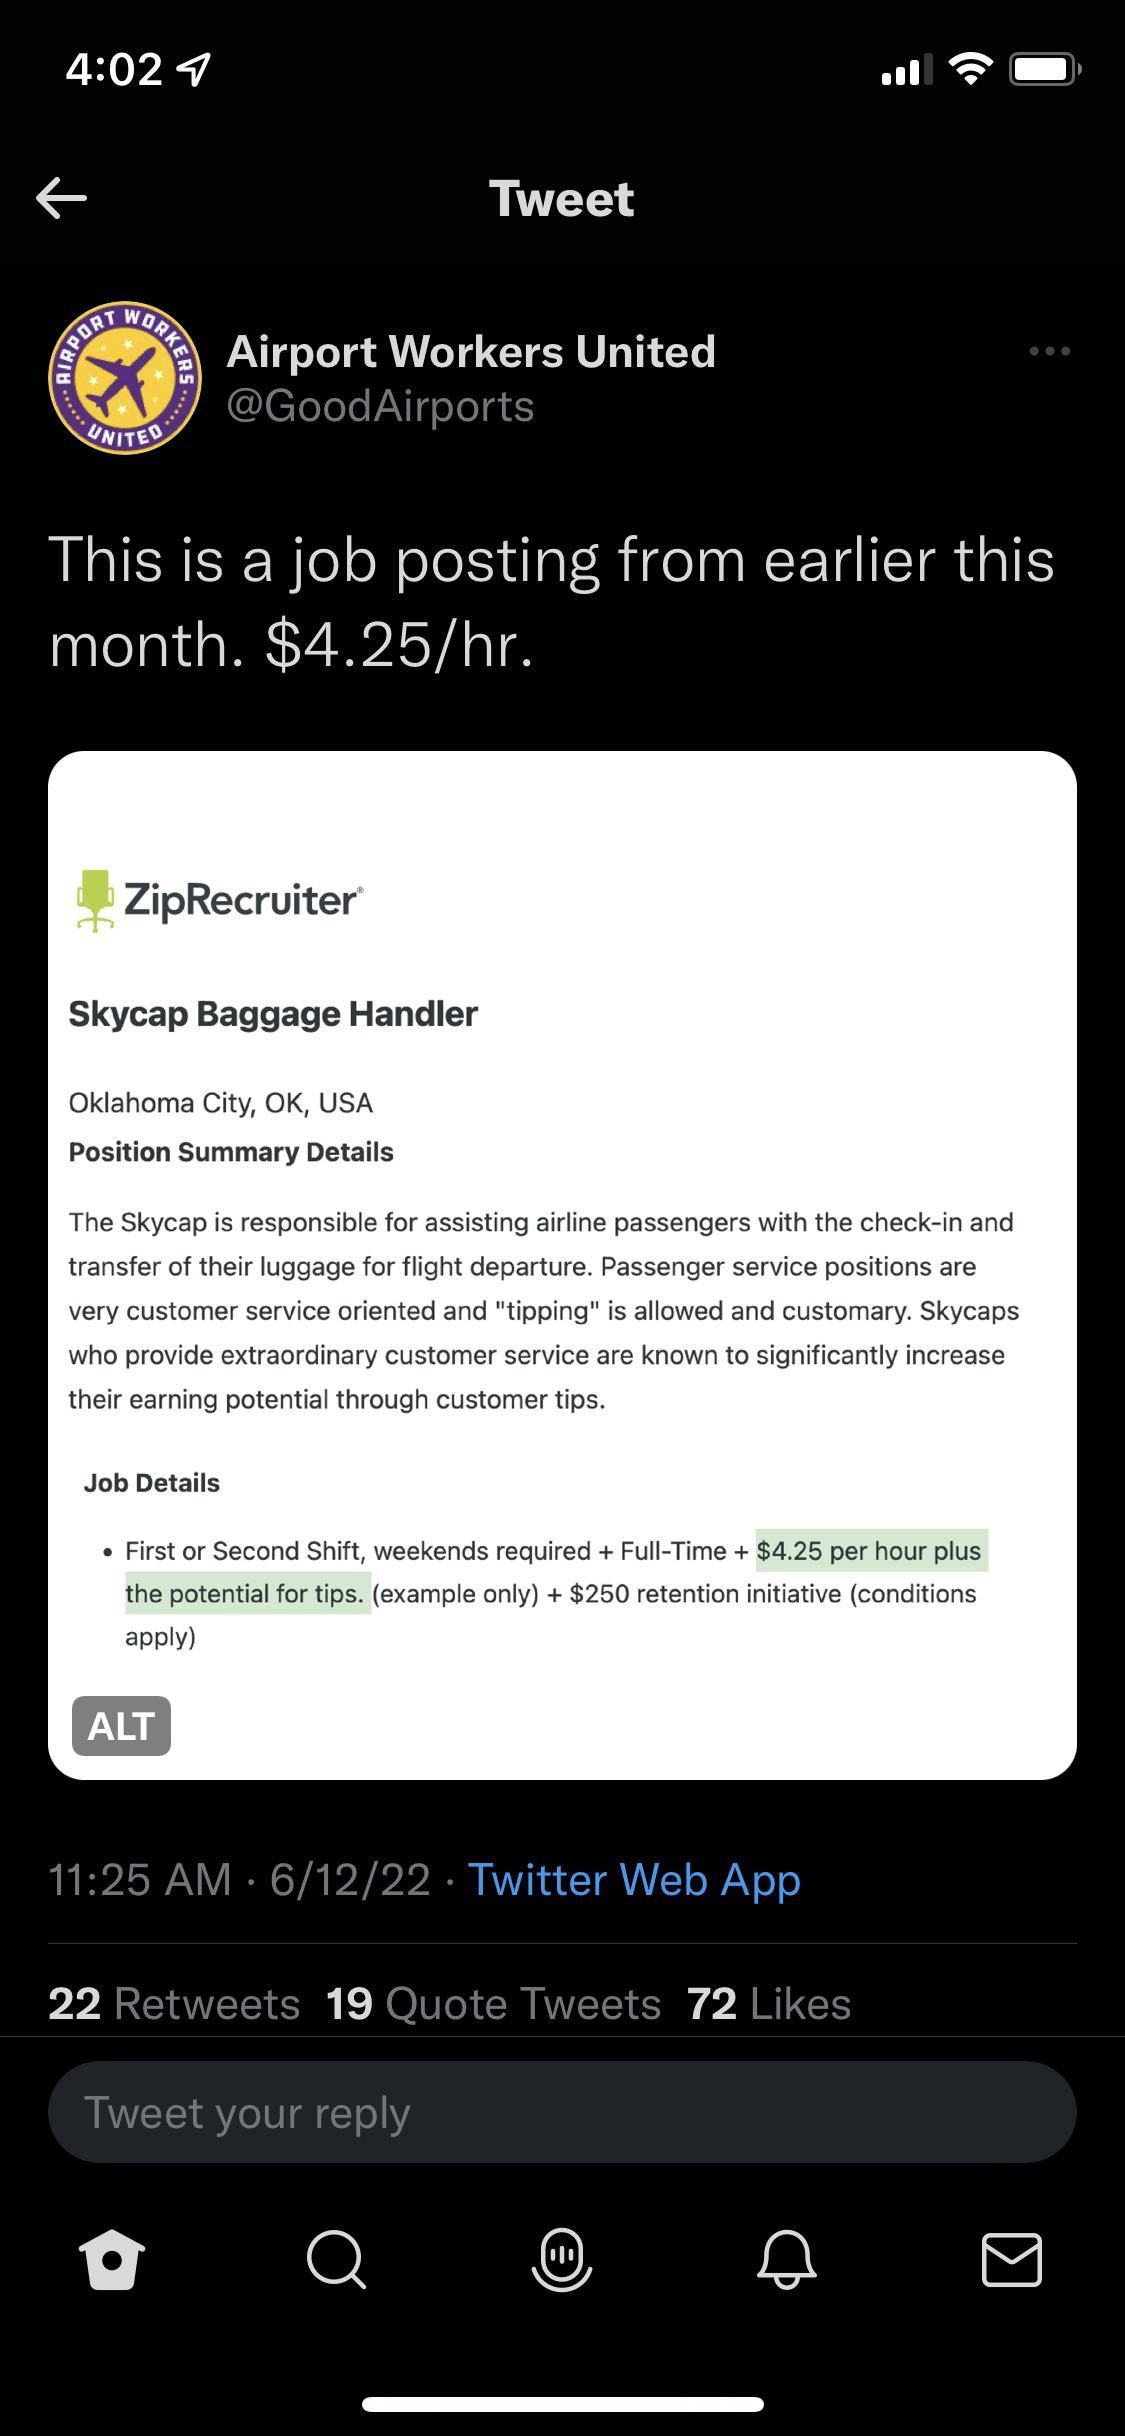 4:02
Tweet
AIRPORT WORKERS
UNITED
Airport Workers United
@GoodAirports
This is a job posting from earlier this
month. $4.25/hr.
ZipRecruiter®
Skycap Baggage Handler
Oklahoma City, OK, USA
Position Summary Details
The Skycap is responsible for assisting airline passengers with the check-in and
transfer of their luggage for flight departure. Passenger service positions are
very customer service oriented and "tipping" is allowed and customary. Skycaps
who provide extraordinary customer service are known to significantly increase
their earning potential through customer tips.
Job Details
• First or Second Shift, weekends required + Full-Time + $4.25 per hour plus
the potential for tips. (example only) + $250 retention initiative (conditions
apply)
ALT
11:25 AM · 6/12/22 · Twitter Web App
22 Retweets 19 Quote Tweets 72 Likes
Tweet your reply